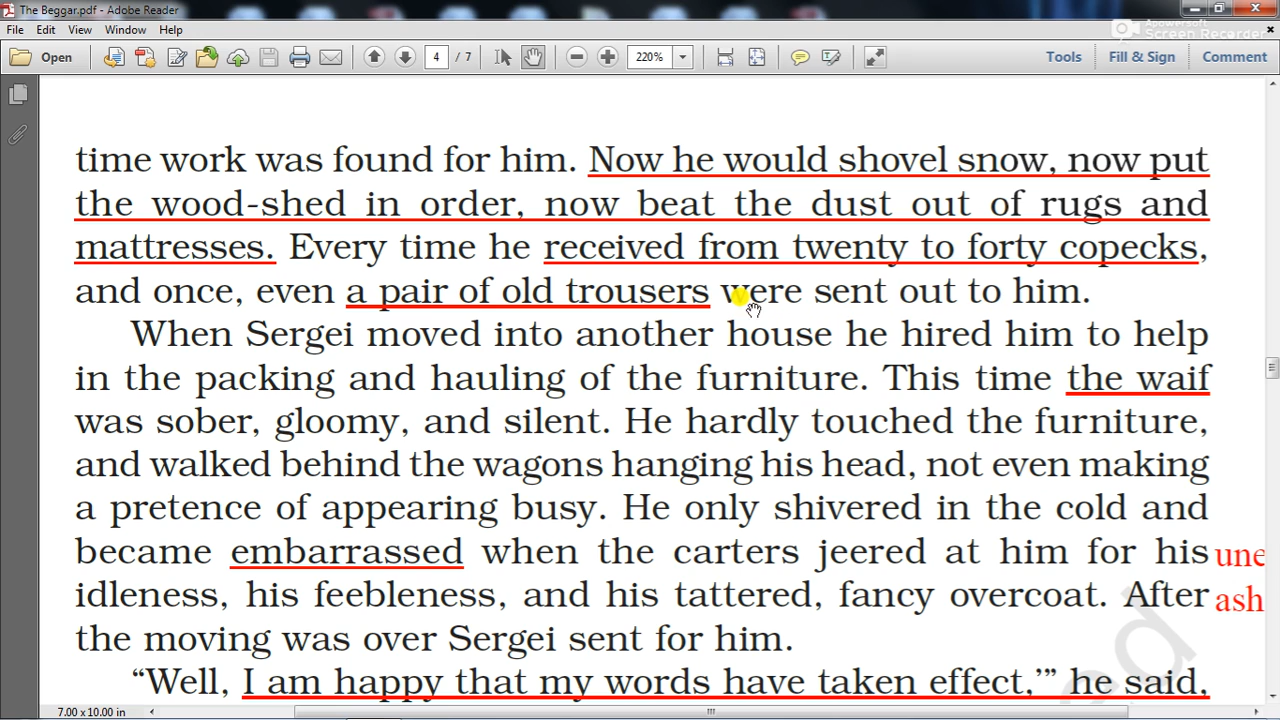 The Beggar.pdf - Adobe Reader
File Edit View Window Help
Apowersoft
Screen Recorder
Open 4 / 7 220% Tools Fill & Sign Comment
time work was found for him. Now he would shovel snow, now put
the wood-shed in order, now beat the dust out of rugs and
mattresses. Every time he received from twenty to forty copecks,
and once, even a pair of old trousers were sent out to him.
When Sergei moved into another house he hired him to help
in the packing and hauling of the furniture. This time the waif
was sober, gloomy, and silent. He hardly touched the furniture,
and walked behind the wagons hanging his head, not even making
a pretence of appearing busy. He only shivered in the cold and
became embarrassed when the carters jeered at him for his une
idleness, his feebleness, and his tattered, fancy overcoat. After ash
the moving was over Sergei sent for him.
“Well, I am happy that my words have taken effect,’” he said,
7.00 x 10.00 in